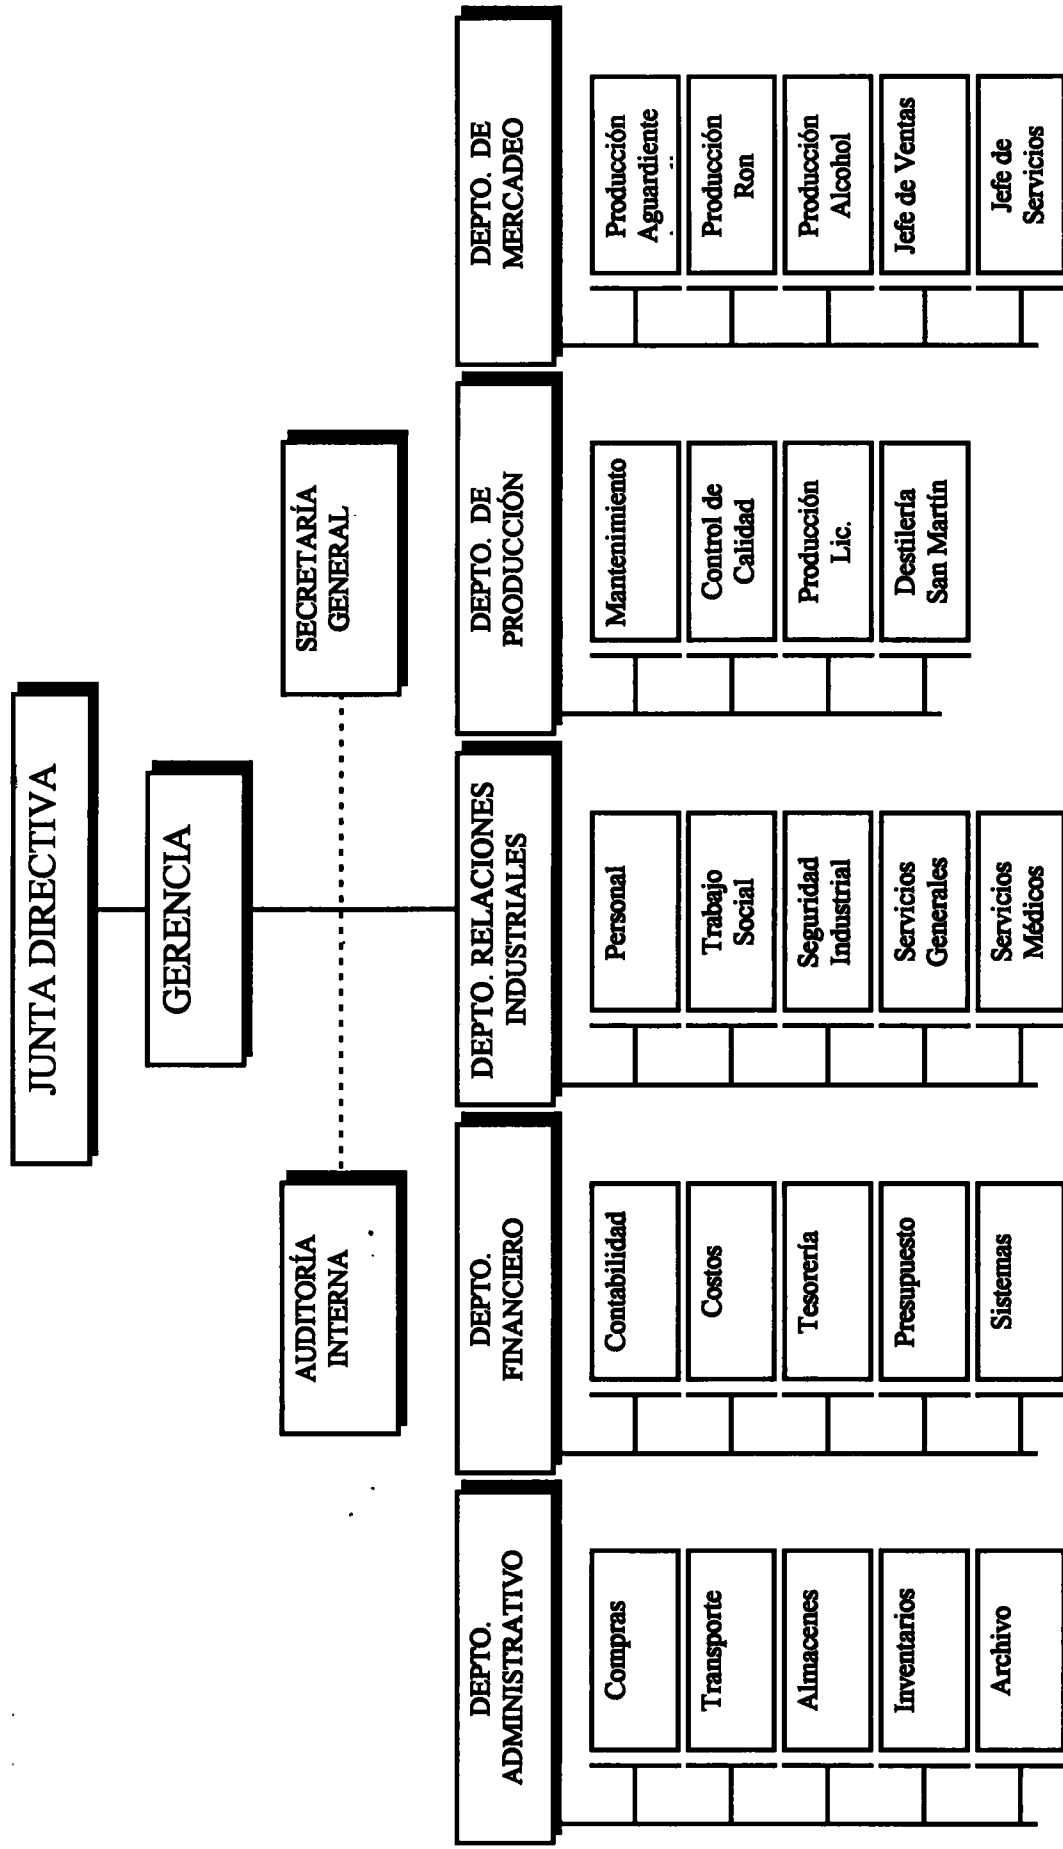 JUNTA DIRECTIVA
GERENCIA
AUDITORÍA
INTERNA
SECRETARÍA
GENERAL
DEPTO.
ADMINISTRATIVO
Compras
Transporte
Almacenes
Inventarios
Archivo
DEPTO.
FINANCIERO
Contabilidad
Costos
Tesorería
Presupuesto
Sistemas
DEPTO. RELACIONES
INDUSTRIALES
Personal
Trabajo
Social
Seguridad
Industrial
Servicios
Generales
Servicios
Médicos
DEPTO. DE
PRODUCCIÓN
Mantenimiento
Control de
Calidad
Producción
Lic.
Destilería
San Martín
DEPTO. DE
MERCADEO
Producción
Aguardiente
Producción
Ron
Producción
Alcohol
Jefe de Ventas
Jefe de
Servicios